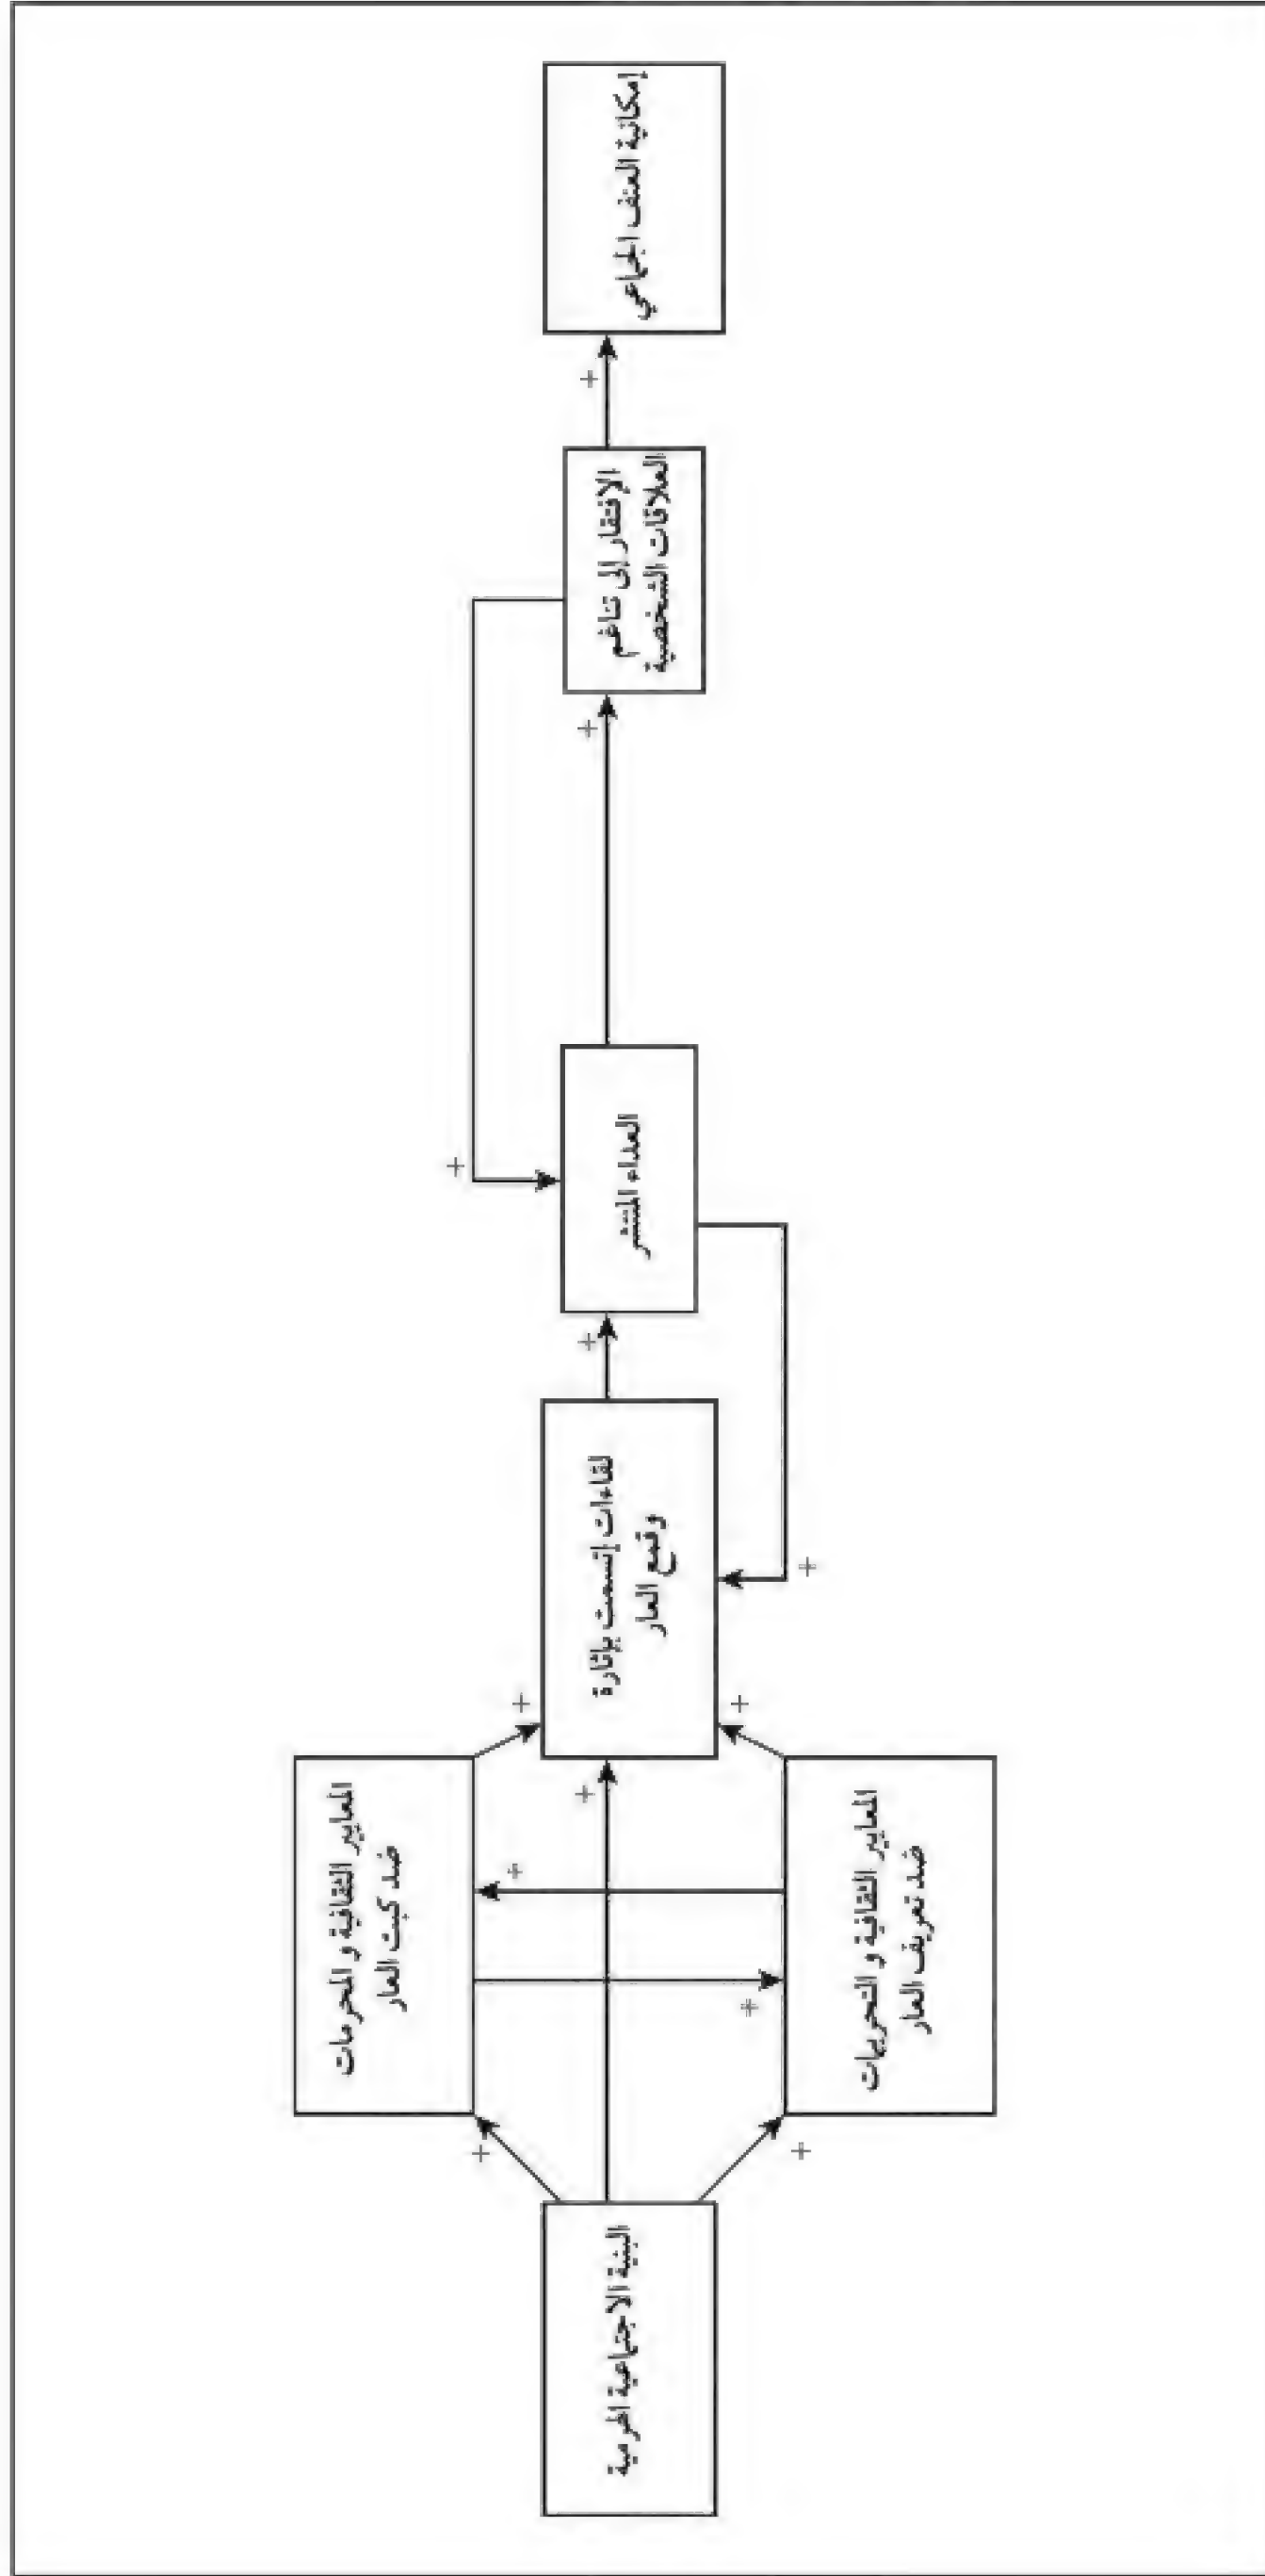 البنية الاجتماعية الهرمية
المعايير الثقافية و المحرمات
ضد كبت العار
المعايير الثقافية و التحريمات
ضد تعريف العار
لقاءات إتسمت بإثارة
وقمع العار
العداء المنتشر
الإفتقار إلى تناغم
العلاقات الشخصية
إمكانية العنف الجماعي
+
+
+
+
+
+
+
+
+
+
+
+